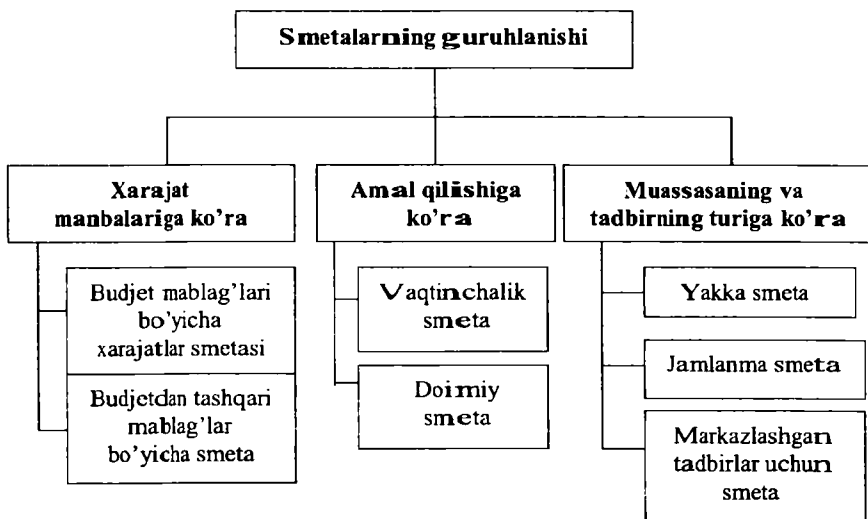 Smetalarning guruhlanishi
Xarajat
manbalariga ko'ra
Amal qilishiga
ko'ra
Muassasaning va
tadbirning turiga ko'ra
Budjet mablag'lari
bo'yicha
xarajatlar smetasi
Budjetdan tashqari
mablag'lar
bo'yicha smeta
Vaqtinchalik
smeta
Doimiy
smeta
Yakka smeta
Jamlanma smeta
Markazlashgan
tadbirlar uchun
smeta